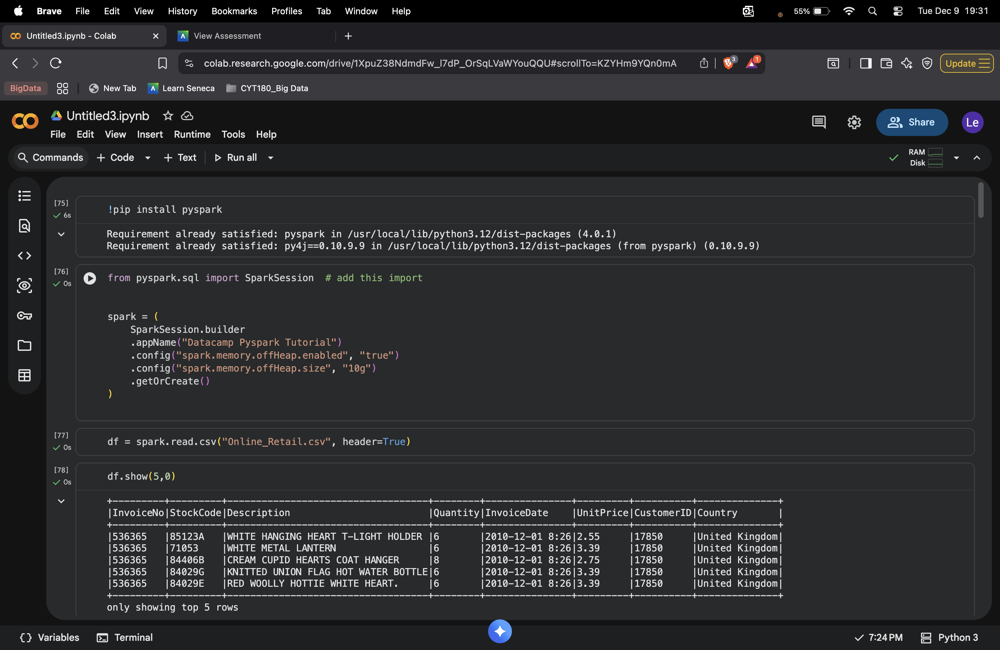 Brave File Edit View History Bookmarks Profiles Tab Window Help 55% Tue Dec 9 19:31
Untitled3.ipynb - Colab View Assessment
colab.research.google.com/drive/1XpuZ38NdmdFw_l7dP_OrSqLVaWYouQQU#scrollTo=KZYHm9YQn0mA 3 1 Update
BigData New Tab Learn Seneca CYT180_Big Data
Untitled3.ipynb
File Edit View Insert Runtime Tools Help
Share Le
Commands + Code + Text Run all RAM
Disk
[75] !pip install pyspark
6s
Requirement already satisfied: pyspark in /usr/local/lib/python3.12/dist-packages (4.0.1)
Requirement already satisfied: py4j==0.10.9.9 in /usr/local/lib/python3.12/dist-packages (from pyspark) (0.10.9.9)
[76] from pyspark.sql import SparkSession  # add this import
0s
spark = (
    SparkSession.builder
    .appName("Datacamp Pyspark Tutorial")
    .config("spark.memory.offHeap.enabled", "true")
    .config("spark.memory.offHeap.size", "10g")
    .getOrCreate()
)
[77] df = spark.read.csv("Online_Retail.csv", header=True)
0s
[78] df.show(5,0)
0s
+---------+---------+-----------------------------------+--------+---------------+---------+----------+--------------+
|InvoiceNo|StockCode|Description                        |Quantity|InvoiceDate    |UnitPrice|CustomerID|Country       |
+---------+---------+-----------------------------------+--------+---------------+---------+----------+--------------+
|536365   |85123A   |WHITE HANGING HEART T-LIGHT HOLDER |6       |2010-12-01 8:26|2.55     |17850     |United Kingdom|
|536365   |71053    |WHITE METAL LANTERN                |6       |2010-12-01 8:26|3.39     |17850     |United Kingdom|
|536365   |84406B   |CREAM CUPID HEARTS COAT HANGER     |8       |2010-12-01 8:26|2.75     |17850     |United Kingdom|
|536365   |84029G   |KNITTED UNION FLAG HOT WATER BOTTLE|6       |2010-12-01 8:26|3.39     |17850     |United Kingdom|
|536365   |84029E   |RED WOOLLY HOTTIE WHITE HEART.     |6       |2010-12-01 8:26|3.39     |17850     |United Kingdom|
+---------+---------+-----------------------------------+--------+---------------+---------+----------+--------------+
only showing top 5 rows
Variables Terminal 7:24 PM Python 3